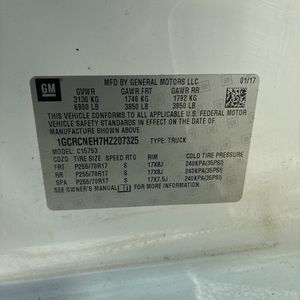 GM
MFD BY GENERAL MOTORS LLC
01/17
GVWR GAWR FRT GAWR RR
3130 KG 1746 KG 1792 KG
6900 LB 3850 LB 3950 LB
THIS VEHICLE CONFORMS TO ALL APPLICABLE
U.S. FEDERAL MOTOR VEHICLE
SAFETY STANDARDS IN EFFECT ON THE DATE OF
MANUFACTURE SHOWN ABOVE.
1GCRCNEH7HZ207325 TYPE: TRUCK
MODEL: C15753
TIRE SIZE SPEED RTG RIM COLD TIRE PRESSURE
FRT P255/70R17 S 17X8J 240KPA(35PSI)
RR P255/70R17 S 17X8J 240KPA(35PSI)
SPA P255/70R17 S 17X7.5J 240KPA(35PSI)
SEE OWNER'S MANUAL FOR MORE INFORMATION